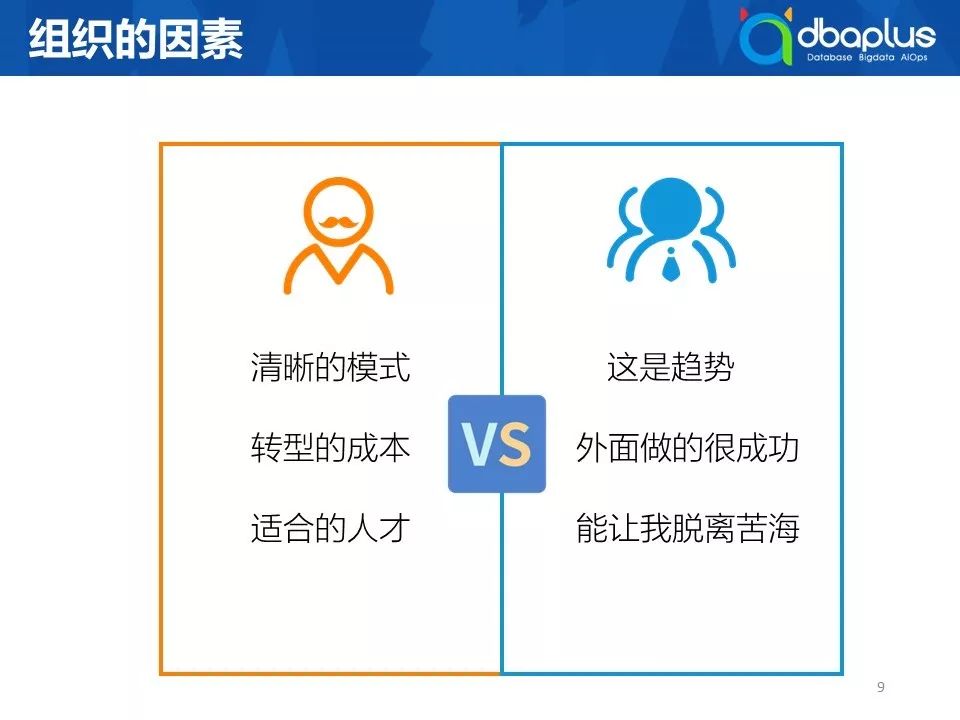 组织的因素
dbaplus
Database Bigdata AIOps
清晰的模式
转型的成本
适合的人才
VS
这是趋势
外面做的很成功
能让我脱离苦海
9